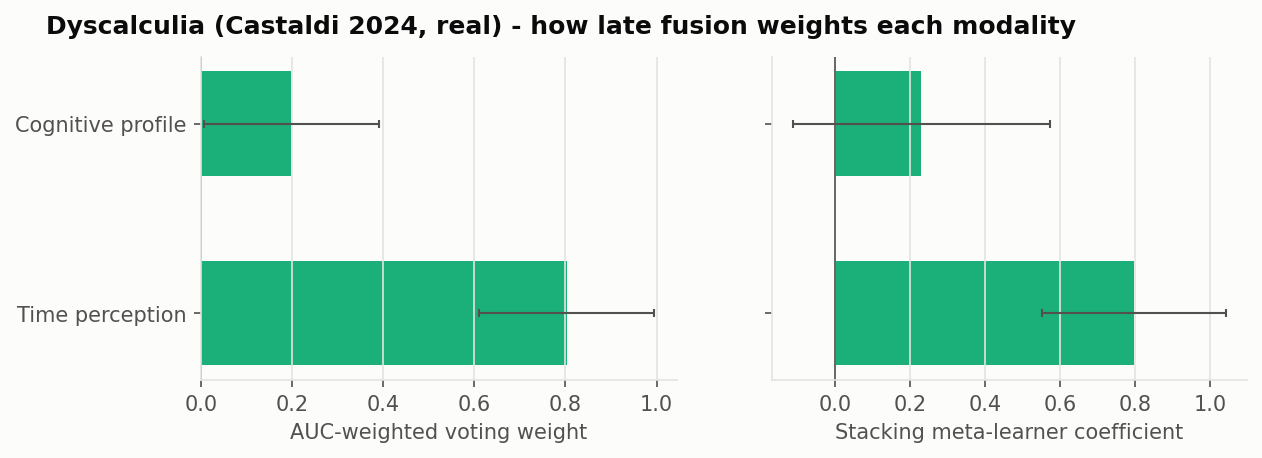 Dyscalculia (Castaldi 2024, real) - how late fusion weights each modality
Cognitive profile
Time perception
0.0 0.2 0.4 0.6 0.8 1.0
AUC-weighted voting weight
0.0 0.2 0.4 0.6 0.8 1.0
Stacking meta-learner coefficient